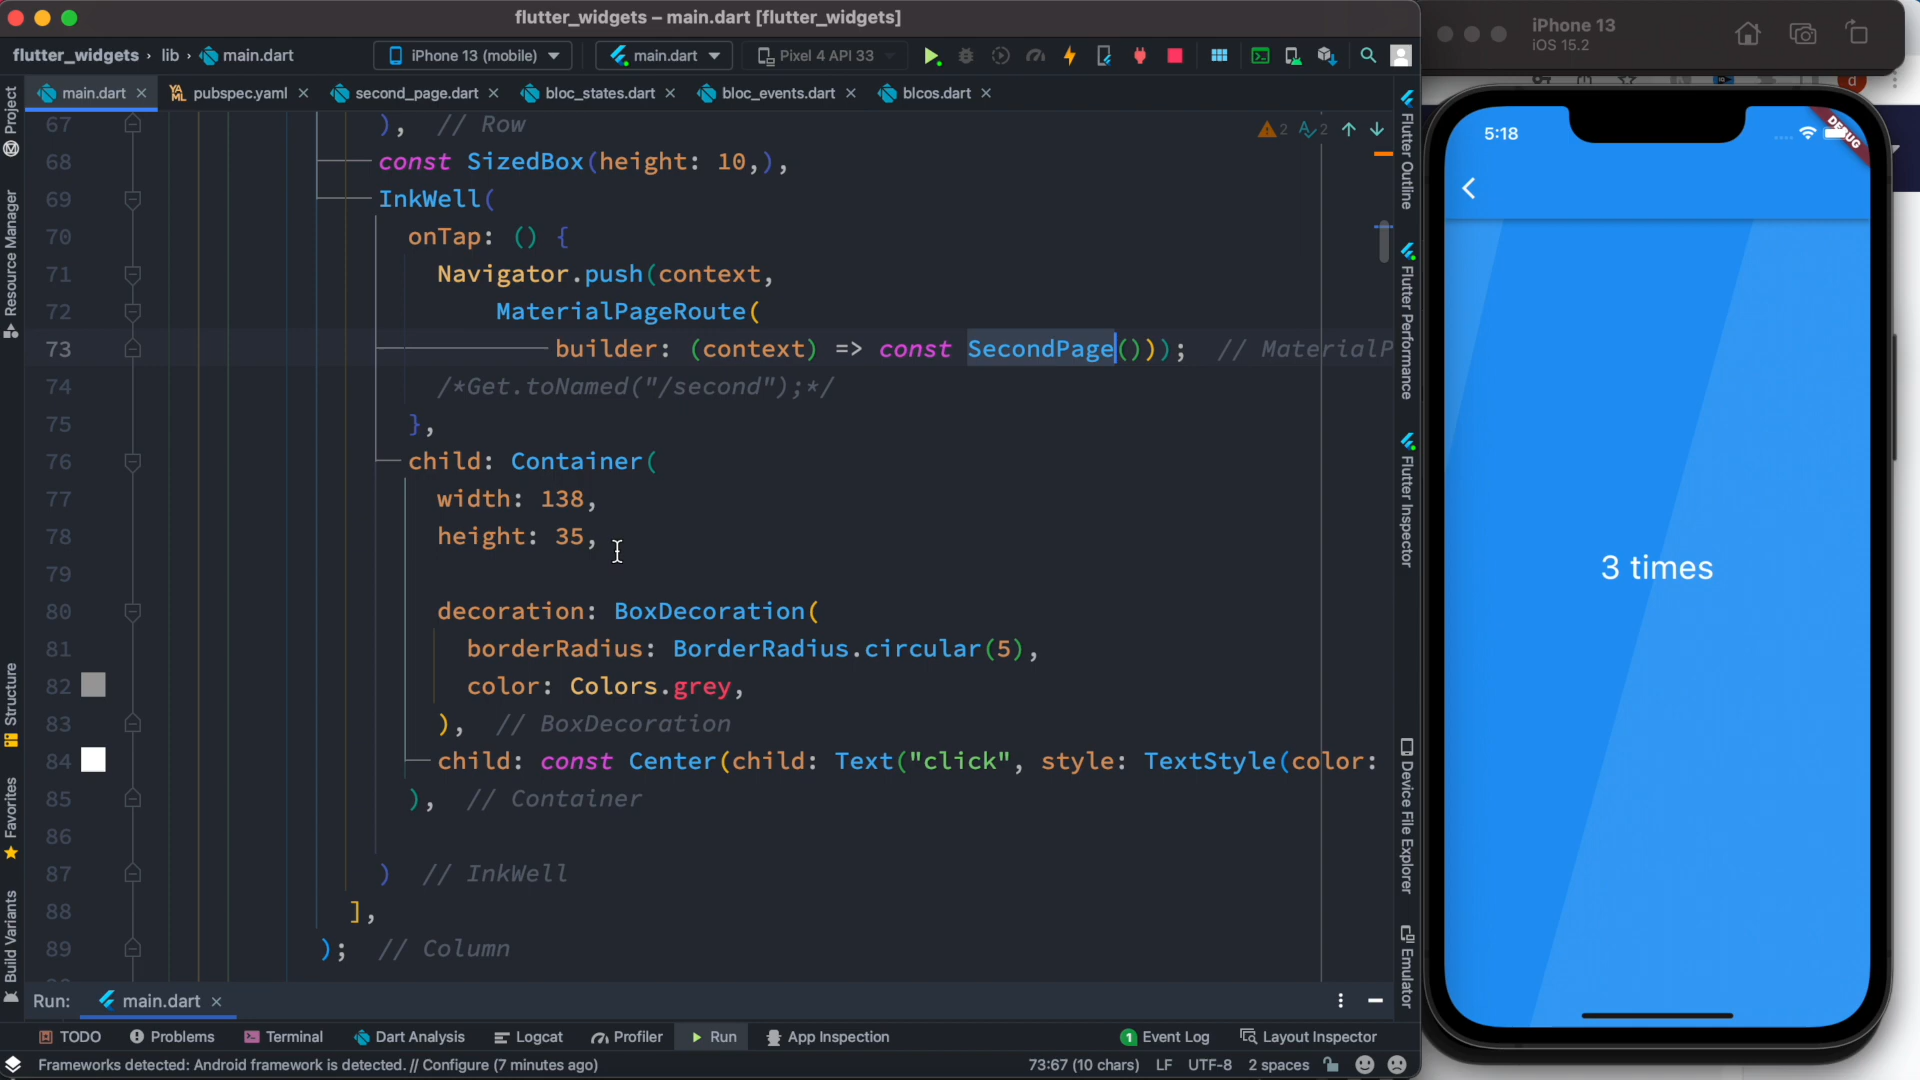 flutter_widgets – main.dart [flutter_widgets]
flutter_widgets › lib › main.dart
iPhone 13 (mobile)
main.dart
Pixel 4 API 33
main.dart
pubspec.yaml
second_page.dart
bloc_states.dart
bloc_events.dart
blcos.dart
Project
Resource Manager
Structure
Favorites
Build Variants
2
2
67 ), // Row
68 const SizedBox(height: 10,),
69 InkWell(
70 onTap: () {
71 Navigator.push(context,
72 MaterialPageRoute(
73 builder: (context) => const SecondPage())); // MaterialP
74 /*Get.toNamed("/second");*/
75 },
76 child: Container(
77 width: 138,
78 height: 35,
79
80 decoration: BoxDecoration(
81 borderRadius: BorderRadius.circular(5),
82 color: Colors.grey,
83 ), // BoxDecoration
84 child: const Center(child: Text("click", style: TextStyle(color:
85 ), // Container
86
87 ) // InkWell
88 ],
89 ); // Column
Flutter Outline
Flutter Performance
Flutter Inspector
Device File Explorer
Emulator
Run: main.dart
TODO
Problems
Terminal
Dart Analysis
Logcat
Profiler
Run
App Inspection
1 Event Log
Layout Inspector
Frameworks detected: Android framework is detected. // Configure (7 minutes ago)
73:67 (10 chars) LF UTF-8 2 spaces
iPhone 13
iOS 15.2
5:18
DEBUG
3 times